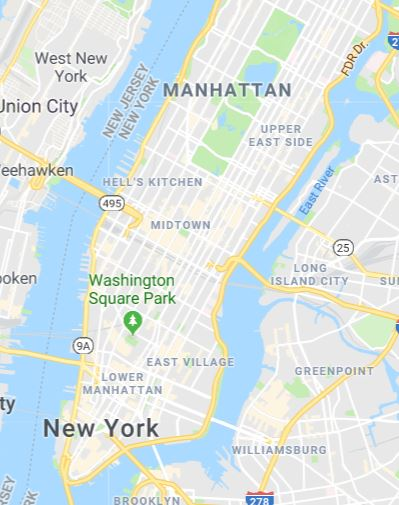 West New
York
NEW JERSEY
NEW YORK
MANHATTAN
FDR Dr.
Union City
UPPER
EAST SIDE
HELL'S KITCHEN
East River
495
MIDTOWN
25
Washington
Square Park
LONG
ISLAND CITY
9A
EAST VILLAGE
GREENPOINT
LOWER
MANHATTAN
New York
WILLIAMSBURG
BROOKLYN
278